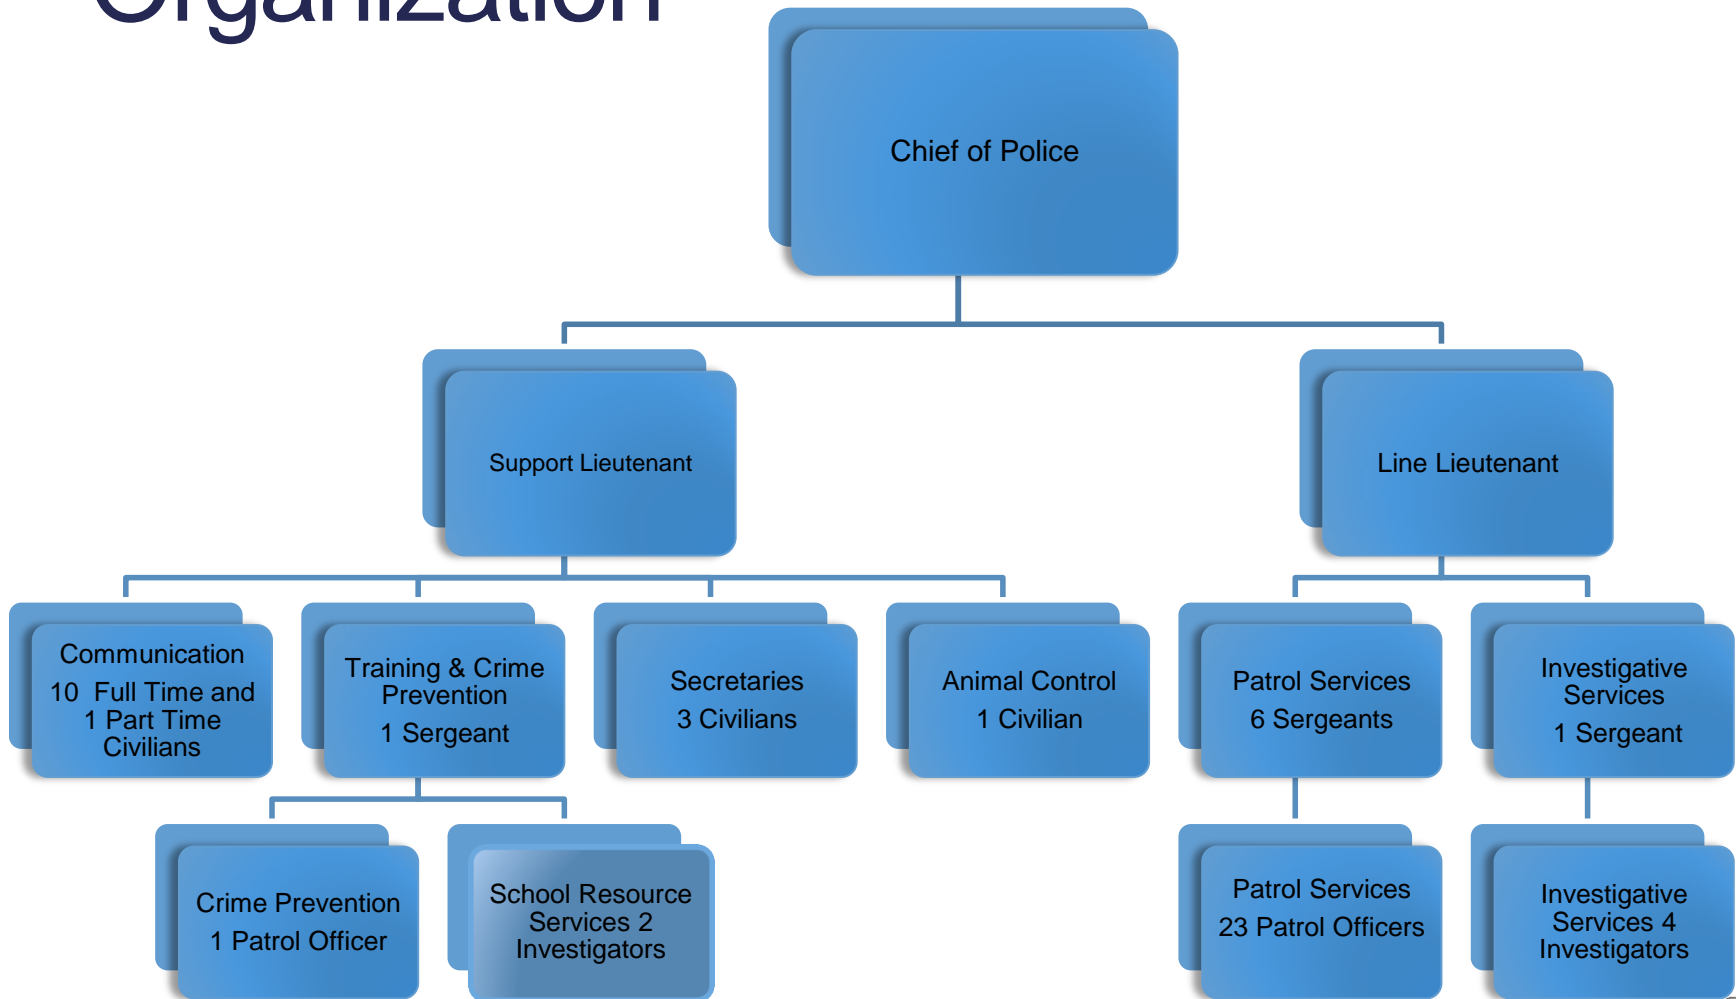 Organization
Chief of Police
Support Lieutenant
Line Lieutenant
Communication
10 Full Time and
1 Part Time
Civilians
Training & Crime
Prevention
1 Sergeant
Secretaries
3 Civilians
Animal Control
1 Civilian
Patrol Services
6 Sergeants
Investigative
Services
1 Sergeant
Crime Prevention
1 Patrol Officer
School Resource
Services 2
Investigators
Patrol Services
23 Patrol Officers
Investigative
Services 4
Investigators